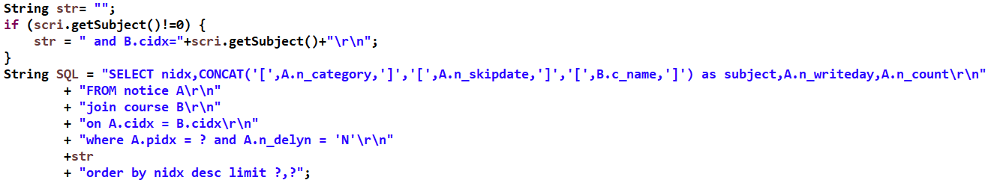 String str= "";
if (scri.getSubject()!=0) {
    str = " and B.cidx="+scri.getSubject()+"\r\n";
}
String SQL = "SELECT nidx,CONCAT('[',A.n_category,']','[',A.n_skipdate,']','[',B.c_name,']') as subject,A.n_writeday,A.n_count\r\n"
        + "FROM notice A\r\n"
        + "join course B\r\n"
        + "on A.cidx = B.cidx\r\n"
        + "where A.pidx = ? and A.n_delyn = 'N'\r\n"
        +str
        + "order by nidx desc limit ?,?";